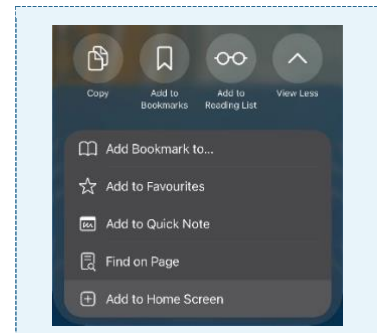 Copy
Add to
Bookmarks
Add to
Reading List
View Less
Add Bookmark to...
Add to Favourites
Add to Quick Note
Find on Page
Add to Home Screen